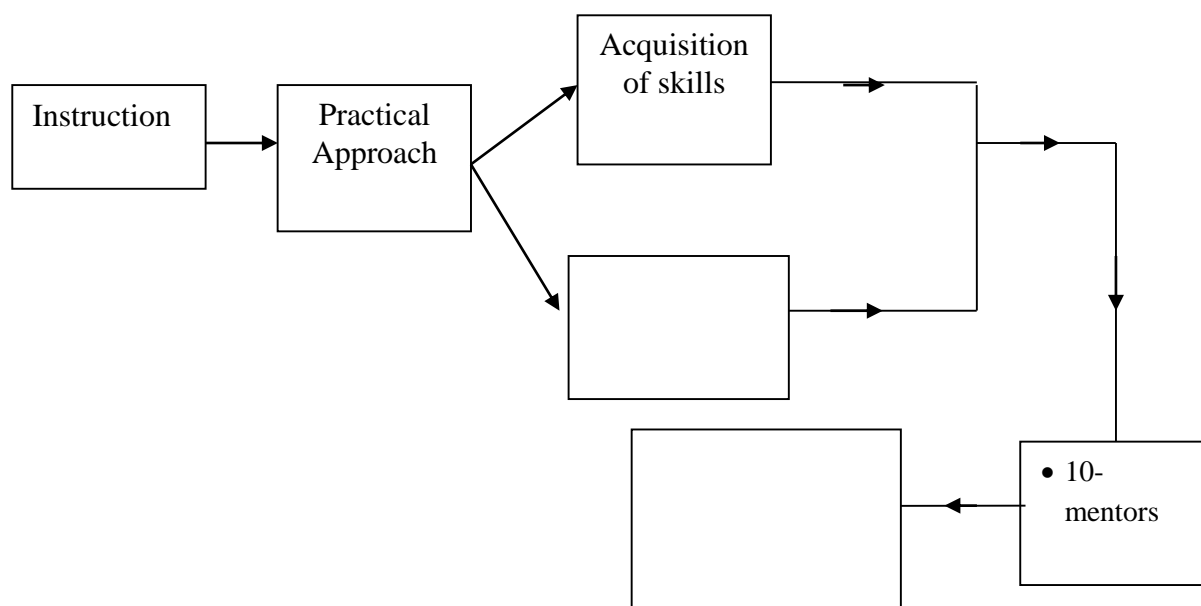 Instruction
Practical
Approach
Acquisition
of skills
• 10-
mentors